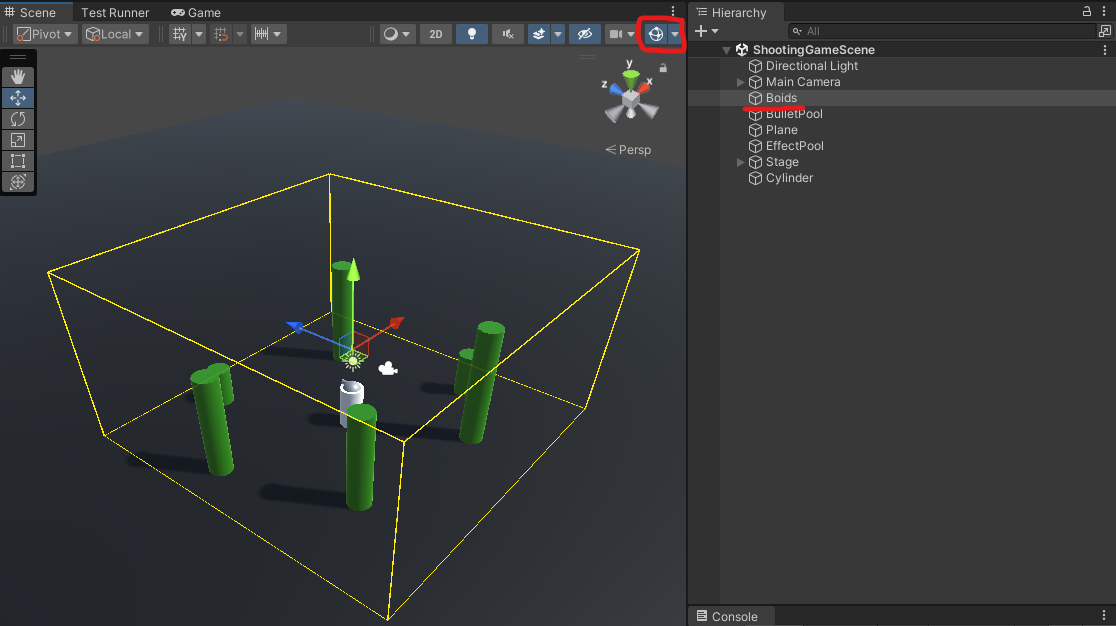 Scene
Test Runner
Game
Pivot
Local
2D
y
x
z
Persp
Hierarchy
All
ShootingGameScene
Directional Light
Main Camera
Boids
BulletPool
Plane
EffectPool
Stage
Cylinder
Console